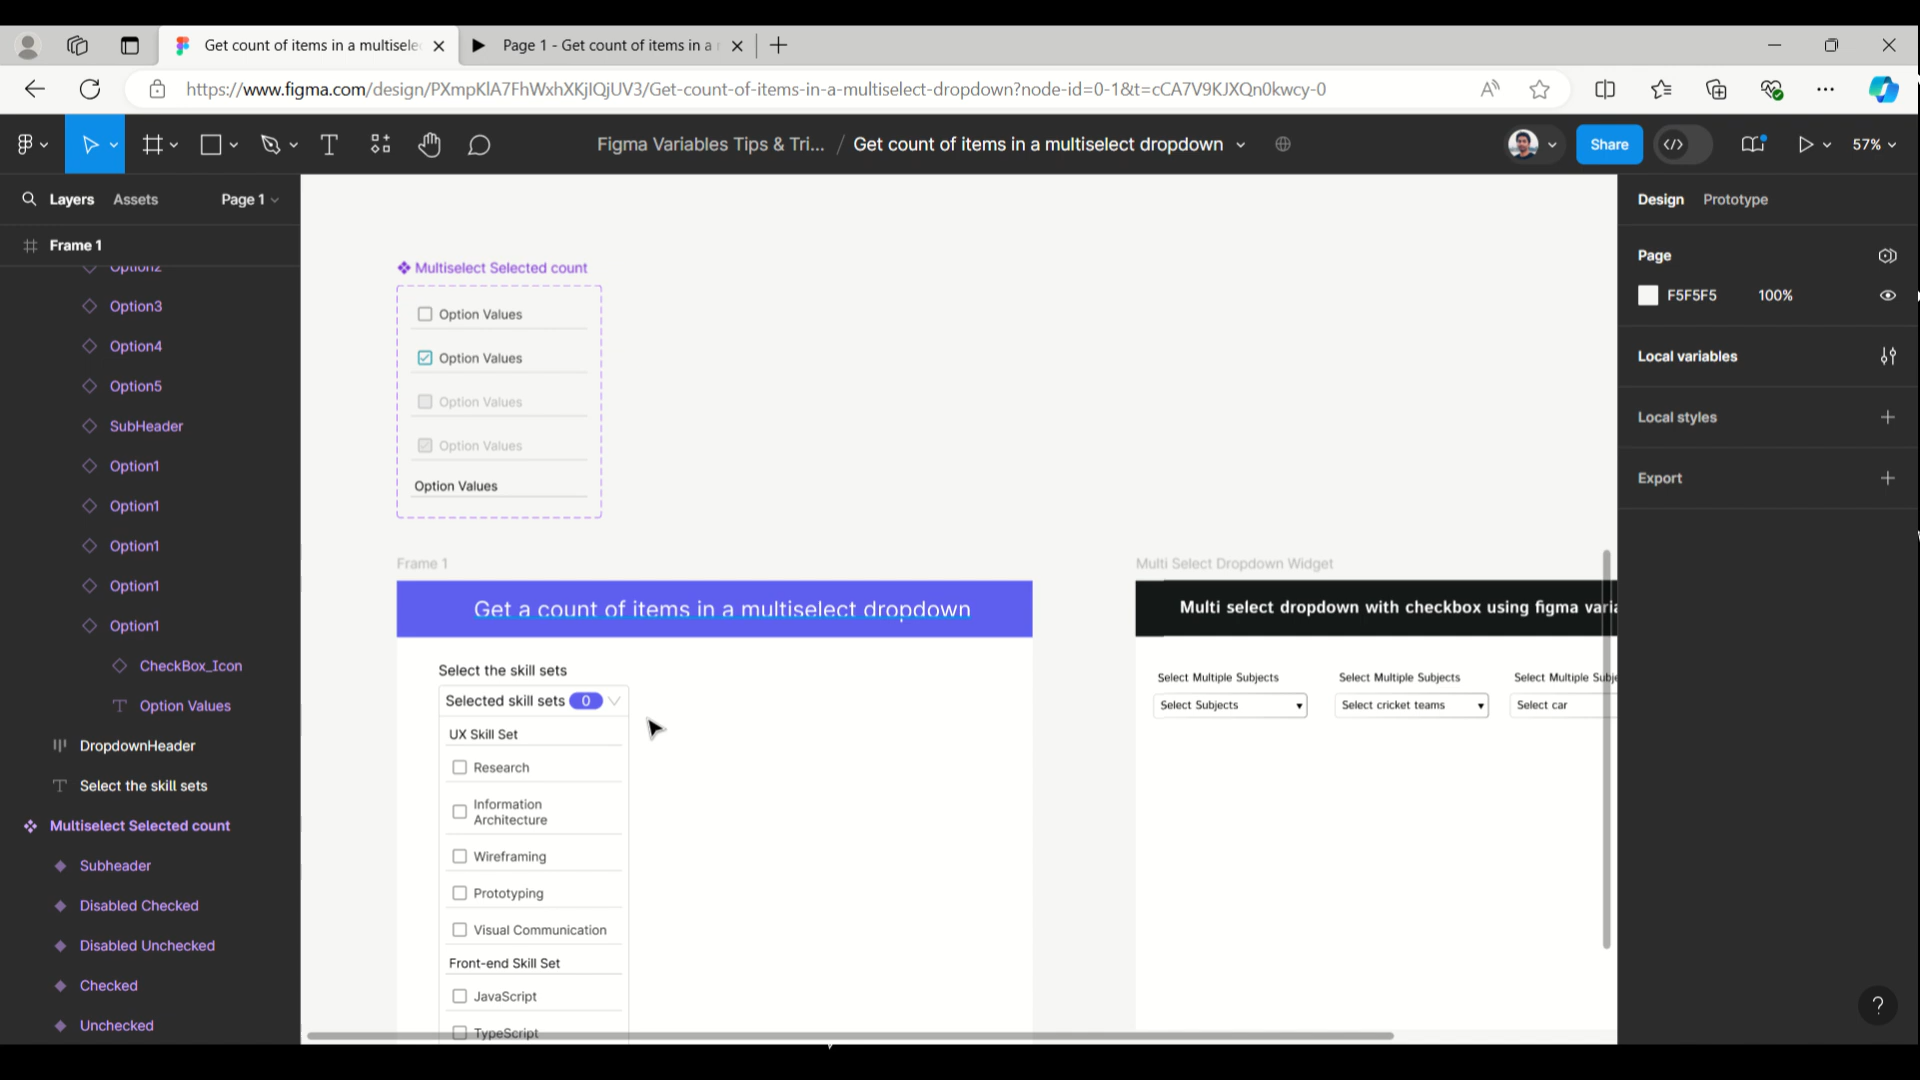 Get count of items in a multisele
Page 1 - Get count of items in a
https://www.figma.com/design/PXmpKlA7FhWxhXKjlQjUV3/Get-count-of-items-in-a-multiselect-dropdown?node-id=0-1&t=cCA7V9KJXQn0kwcy-0
Figma Variables Tips & Tri... / Get count of items in a multiselect dropdown
Share
57%
Layers
Assets
Page 1
Frame 1
Option2
Option3
Option4
Option5
SubHeader
Option1
Option1
Option1
Option1
Option1
CheckBox_Icon
Option Values
DropdownHeader
Select the skill sets
Multiselect Selected count
Subheader
Disabled Checked
Disabled Unchecked
Checked
Unchecked
Multiselect Selected count
Option Values
Option Values
Option Values
Option Values
Option Values
Frame 1
Get a count of items in a multiselect dropdown
Select the skill sets
Selected skill sets 0
UX Skill Set
Research
Information
Architecture
Wireframing
Prototyping
Visual Communication
Front-end Skill Set
JavaScript
TypeScript
Multi Select Dropdown Widget
Multi select dropdown with checkbox using figma varia
Select Multiple Subjects
Select Multiple Subjects
Select Multiple Subje
Select Subjects
Select cricket teams
Select car
Design
Prototype
Page
F5F5F5
100%
Local variables
Local styles
Export
?